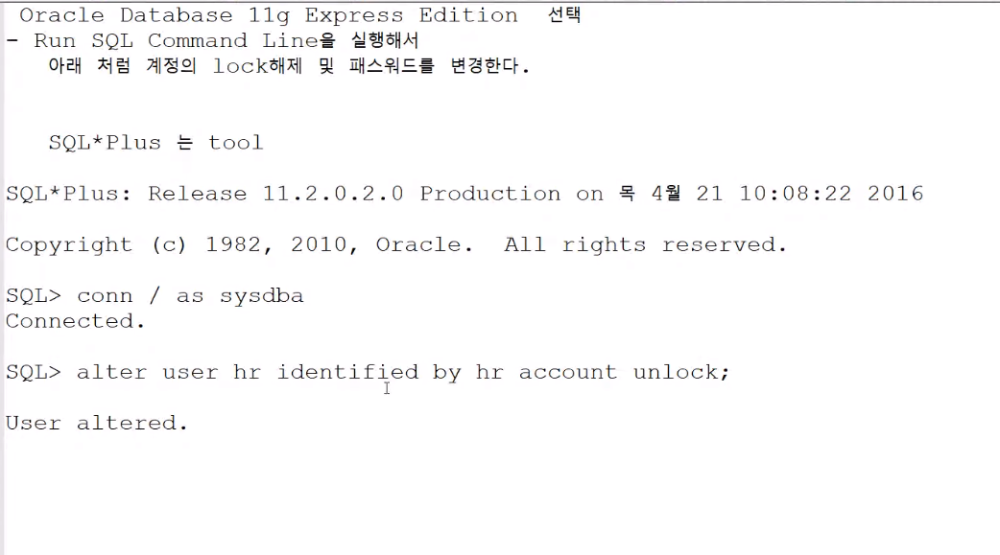 Oracle Database 11g Express Edition 선택
- Run SQL Command Line을 실행해서
아래 처럼 계정의 lock해제 및 패스워드를 변경한다.
SQL*Plus 는 tool
SQL*Plus: Release 11.2.0.2.0 Production on 목 4월 21 10:08:22 2016
Copyright (c) 1982, 2010, Oracle. All rights reserved.
SQL> conn / as sysdba
Connected.
SQL> alter user hr identified by hr account unlock;
User altered.